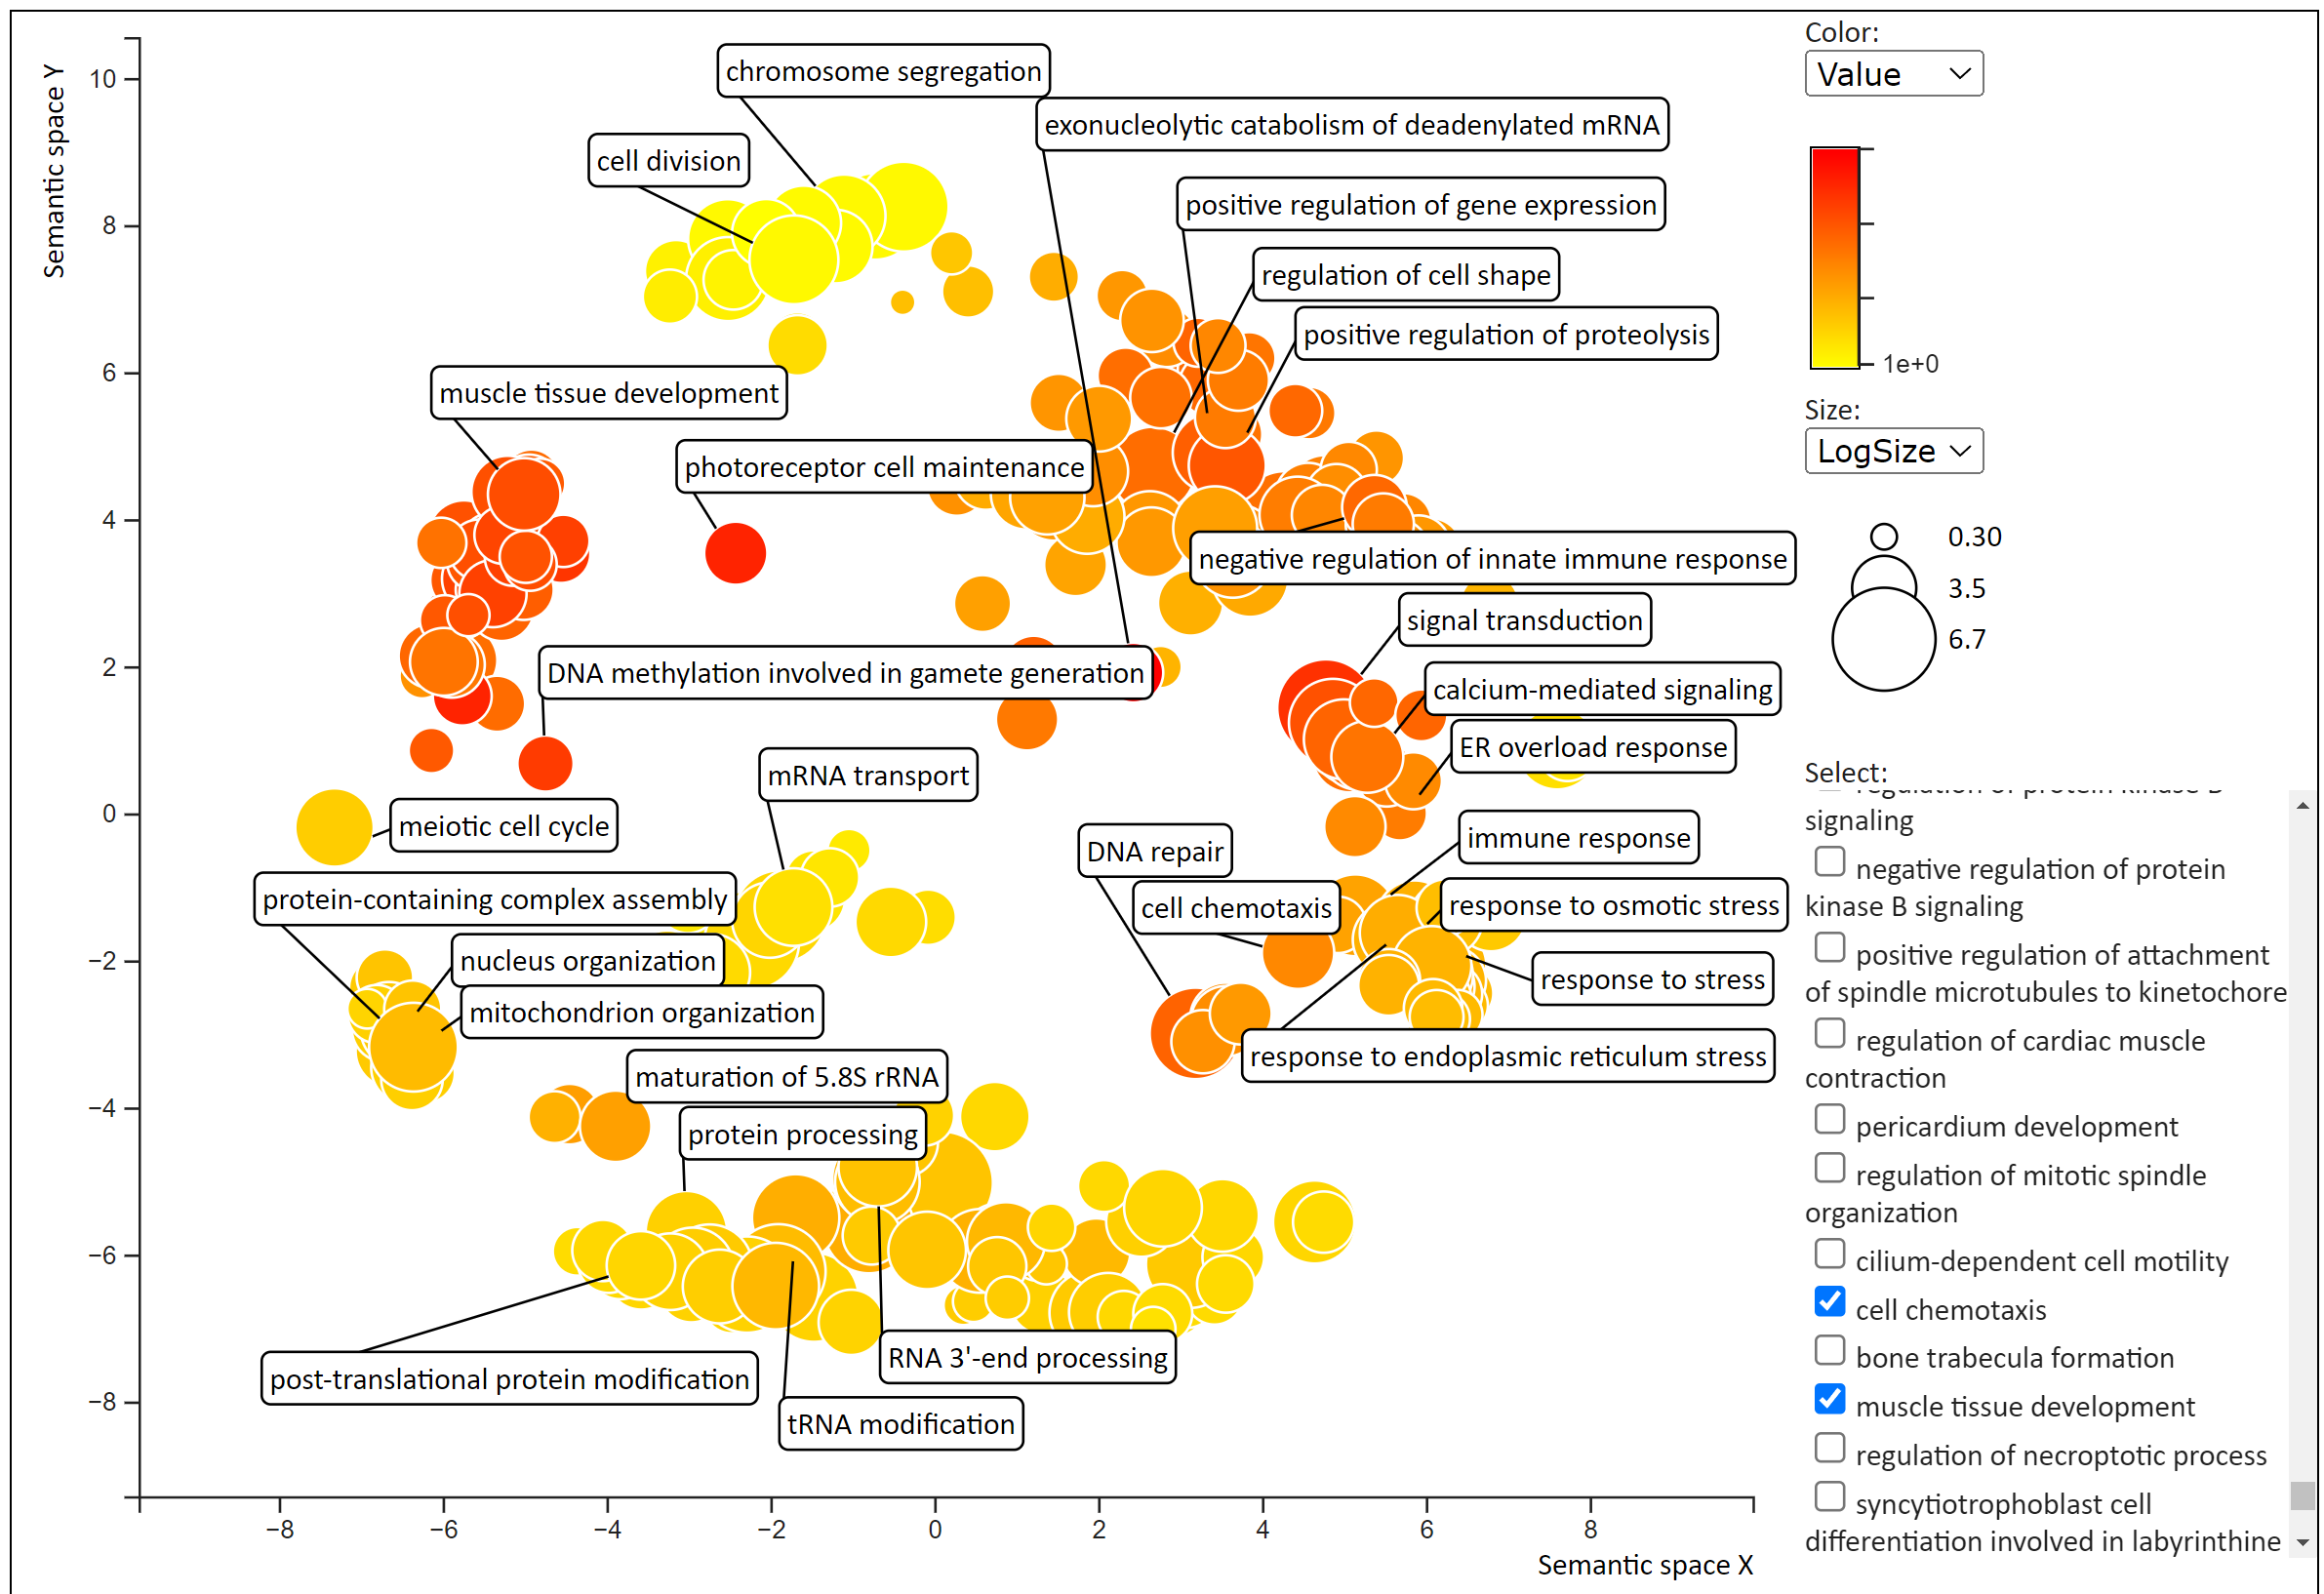 Semantic space Y
10
8
6
4
2
0
−2
−4
−6
−8
−8
−6
−4
−2
0
2
4
6
8
Semantic space X
chromosome segregation
exonucleolytic catabolism of deadenylated mRNA
cell division
positive regulation of gene expression
regulation of cell shape
positive regulation of proteolysis
muscle tissue development
photoreceptor cell maintenance
negative regulation of innate immune response
signal transduction
DNA methylation involved in gamete generation
calcium-mediated signaling
ER overload response
mRNA transport
meiotic cell cycle
immune response
DNA repair
protein-containing complex assembly
cell chemotaxis
response to osmotic stress
nucleus organization
response to stress
mitochondrion organization
response to endoplasmic reticulum stress
maturation of 5.8S rRNA
protein processing
RNA 3'-end processing
post-translational protein modification
tRNA modification
Color:
Value
1e+0
Size:
LogSize
0.30
3.5
6.7
Select:
regulation of protein kinase B
signaling
negative regulation of protein
kinase B signaling
positive regulation of attachment
of spindle microtubules to kinetochore
regulation of cardiac muscle
contraction
pericardium development
regulation of mitotic spindle
organization
cilium-dependent cell motility
cell chemotaxis
bone trabecula formation
muscle tissue development
regulation of necroptotic process
syncytiotrophoblast cell
differentiation involved in labyrinthine